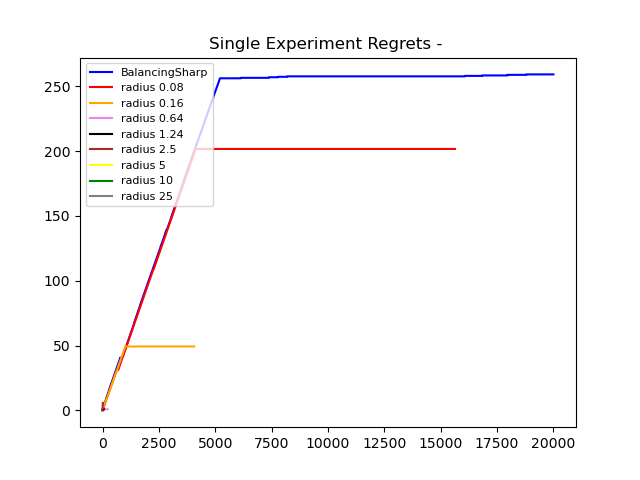 Single Experiment Regrets -
250
200
150
100
50
0
BalancingSharp
radius 0.08
radius 0.16
radius 0.64
radius 1.24
radius 2.5
radius 5
radius 10
radius 25
0 2500 5000 7500 10000 12500 15000 17500 20000